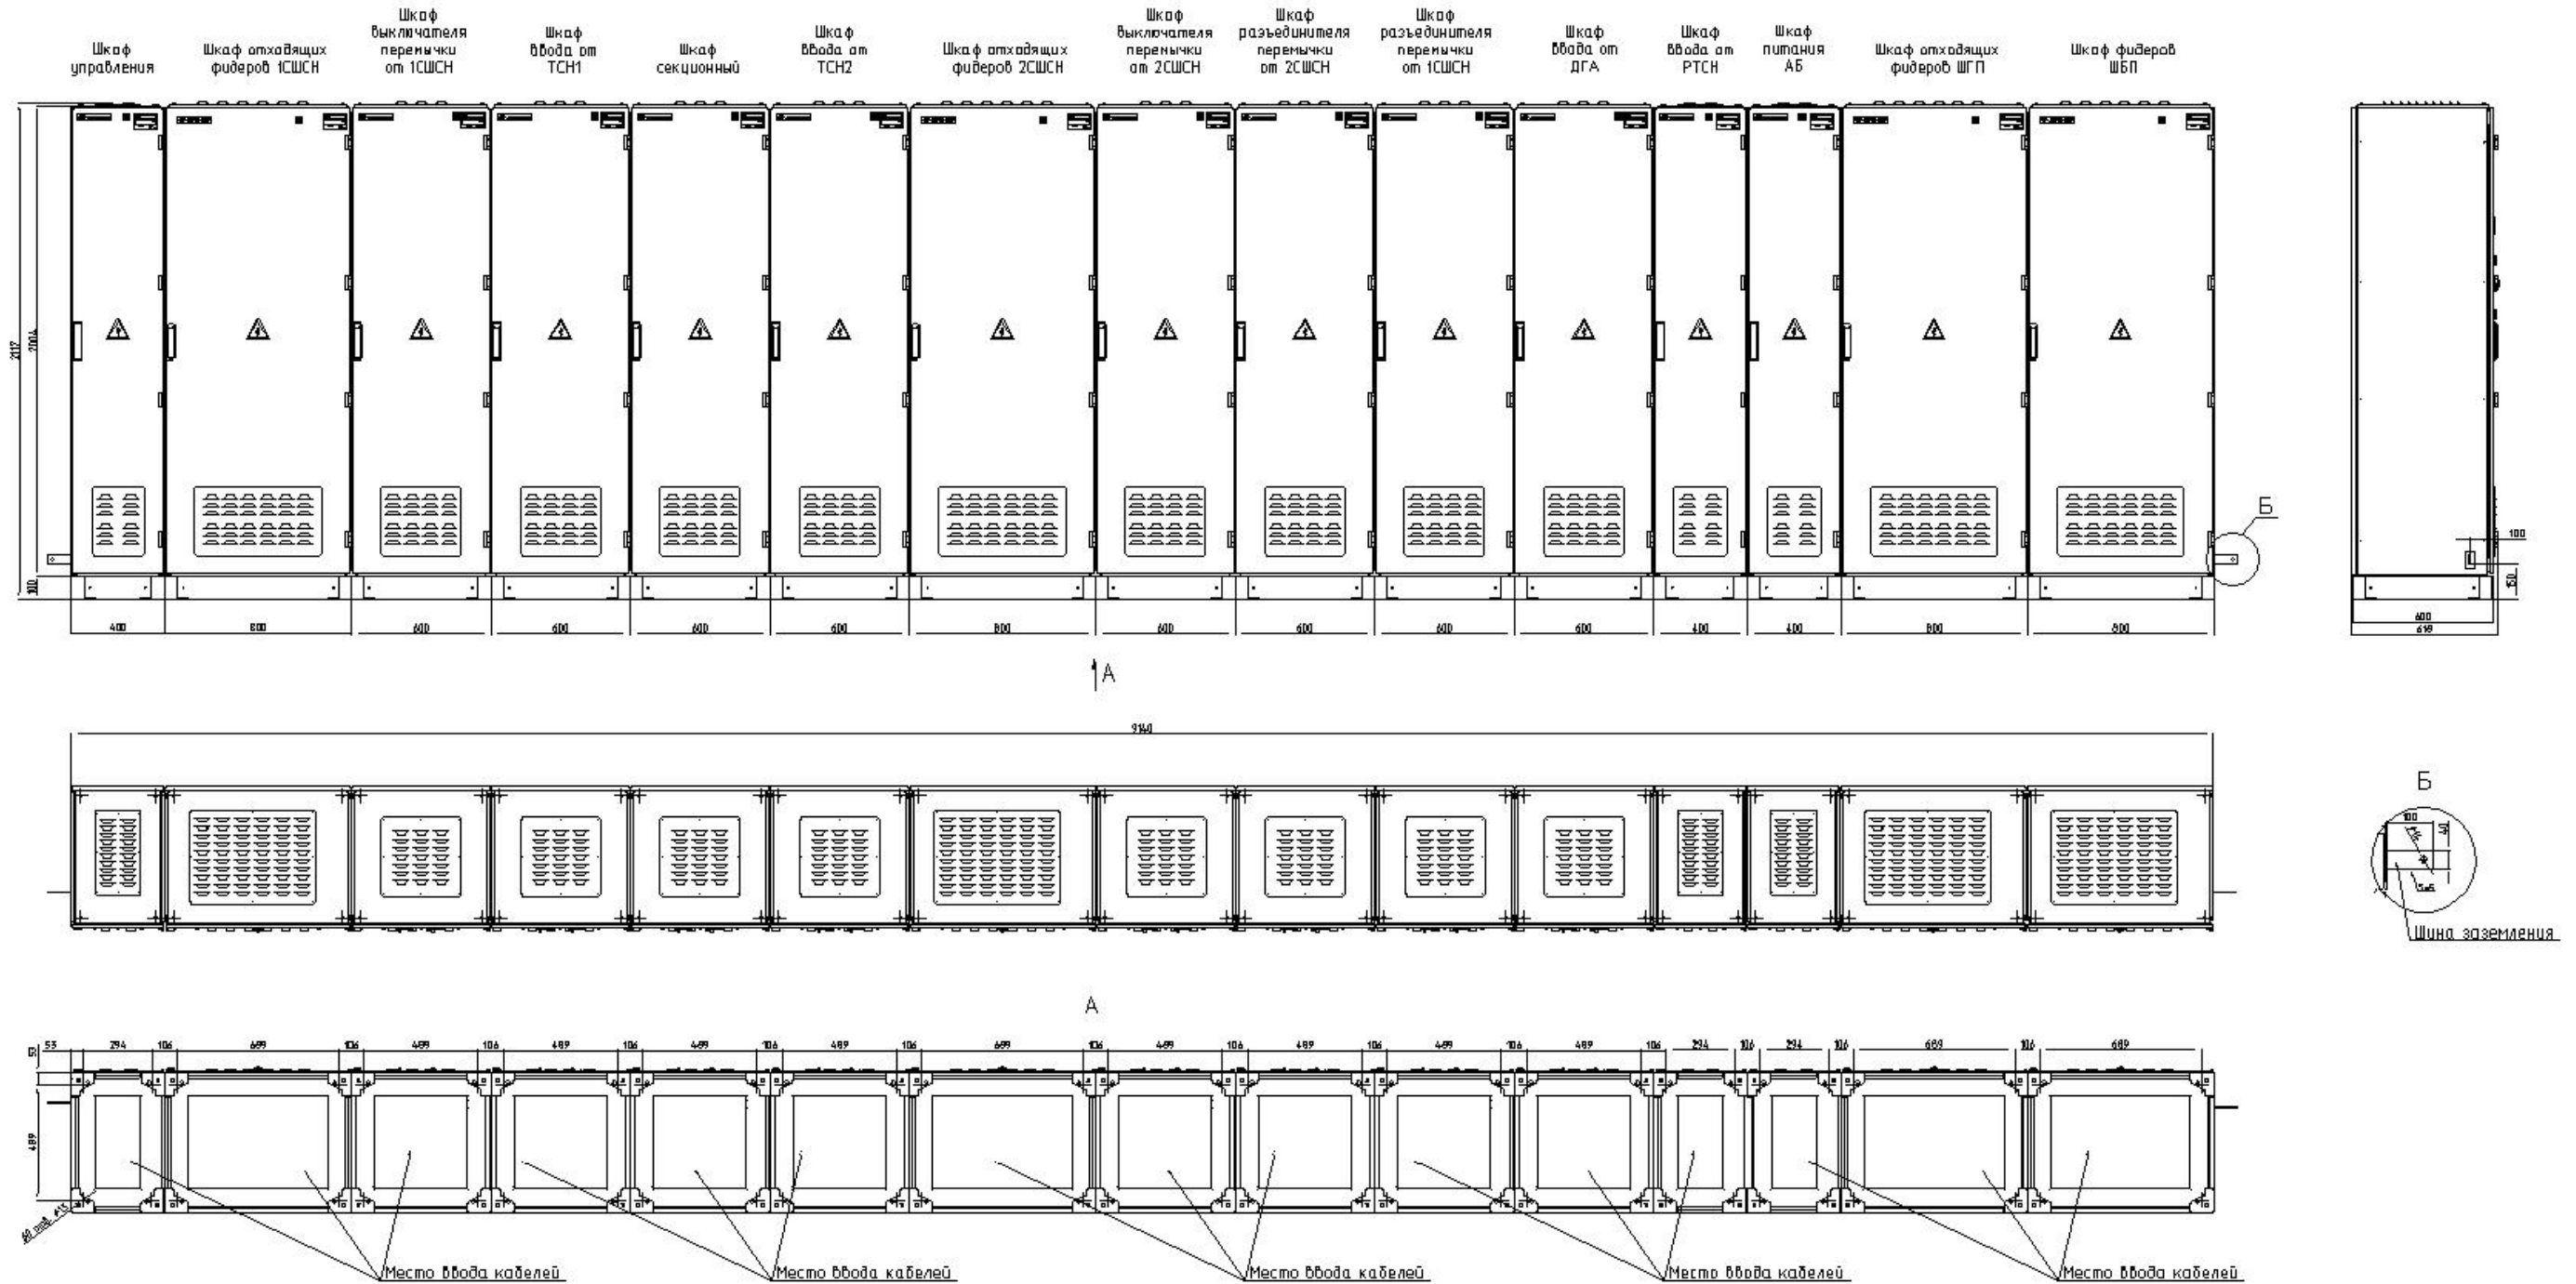 Шкаф
управления
Шкаф отходящих
фидеров 1СШСН
Шкаф
выключателя
перемычки
от 1СШСН
Шкаф
ввода от
ТСН1
Шкаф
секционный
Шкаф
ввода от
ТСН2
Шкаф отходящих
фидеров 2СШСН
Шкаф
выключателя
перемычки
от 2СШСН
Шкаф
разъединителя
перемычки
от 2СШСН
Шкаф
разъединителя
перемычки
от 1СШСН
Шкаф
ввода от
ДГА
Шкаф
ввода от
РТСН
Шкаф
питания
АБ
Шкаф отходящих
фидеров ШГП
Шкаф фидеров
ШБП
2117
2004
100
Б
100
150
400 800 600 600 600 600 800 600 600 600 600 400 400 800 800
600
618
А
9140
Б
100
40
Шина заземления
А
53
53 294 106 689 106 489 106 489 106 489 106 489 106 689 106 489 106 489 106 489 106 489 106 294 106 294 106 689 106 689
489
Место ввода кабелей
Место ввода кабелей
Место ввода кабелей
Место ввода кабелей
Место ввода кабелей